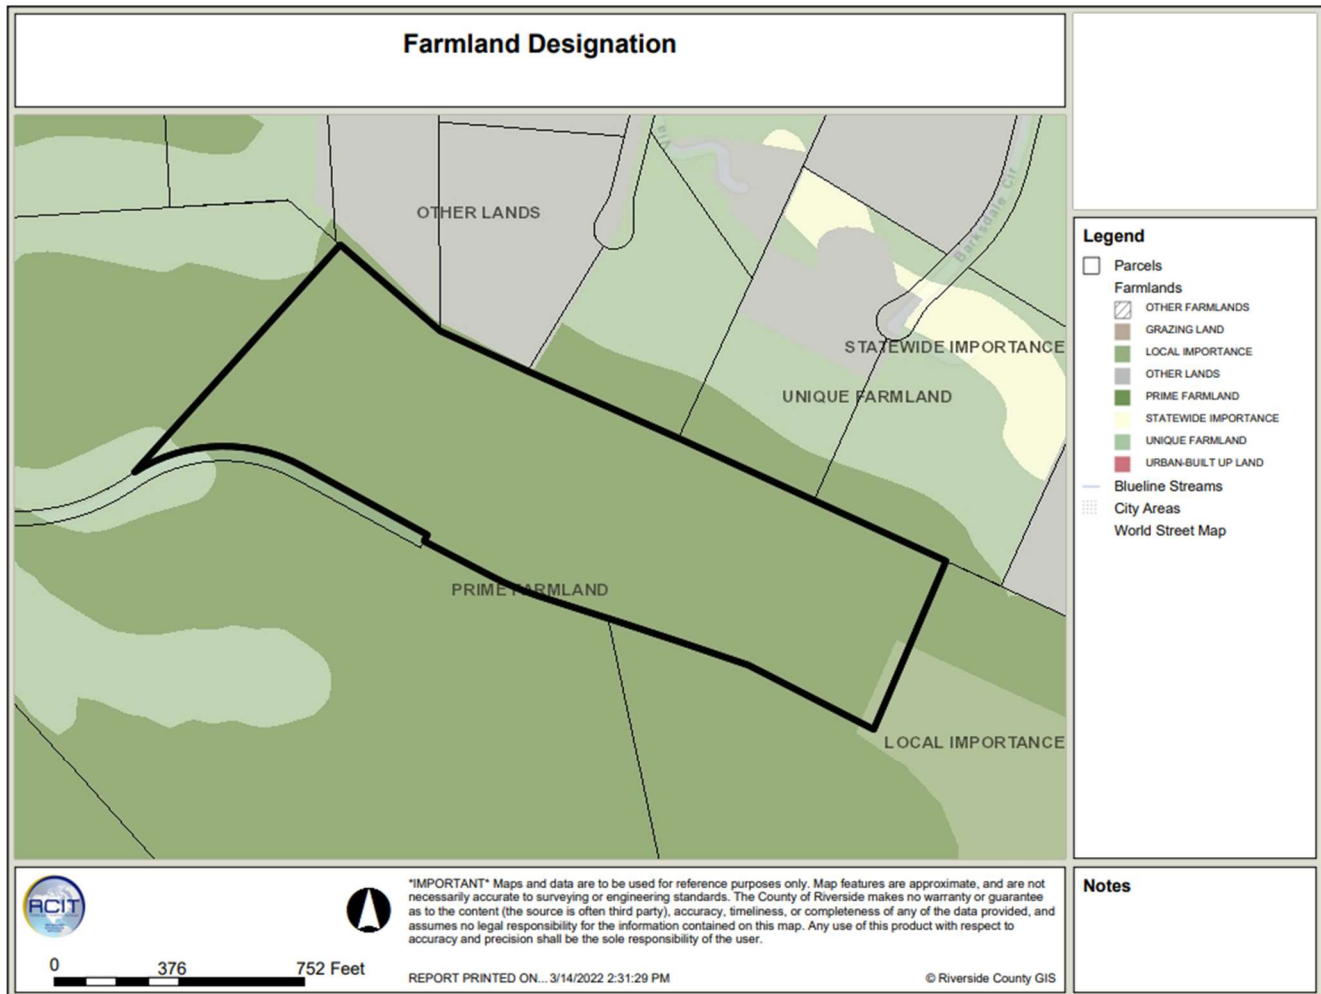 Farmland Designation
OTHER LANDS
Via
Barksdale Cir
STATEWIDE IMPORTANCE
UNIQUE FARMLAND
PRIME FARMLAND
LOCAL IMPORTANCE
Legend
Parcels
Farmlands
OTHER FARMLANDS
GRAZING LAND
LOCAL IMPORTANCE
OTHER LANDS
PRIME FARMLAND
STATEWIDE IMPORTANCE
UNIQUE FARMLAND
URBAN-BUILT UP LAND
Blueline Streams
City Areas
World Street Map
RCIT
0 376 752 Feet
*IMPORTANT* Maps and data are to be used for reference purposes only. Map features are approximate, and are not
necessarily accurate to surveying or engineering standards. The County of Riverside makes no warranty or guarantee
as to the content (the source is often third party), accuracy, timeliness, or completeness of any of the data provided, and
assumes no legal responsibility for the information contained on this map. Any use of this product with respect to
accuracy and precision shall be the sole responsibility of the user.
REPORT PRINTED ON... 3/14/2022 2:31:29 PM
© Riverside County GIS
Notes